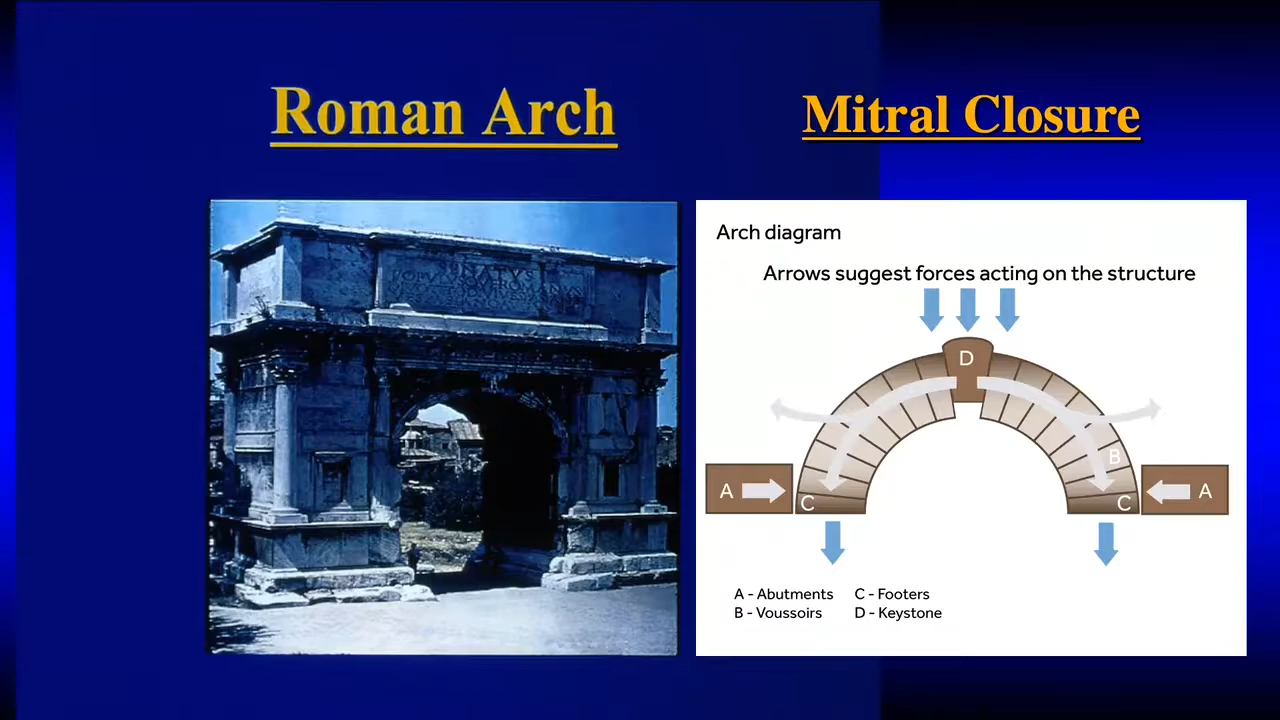 Roman Arch
Mitral Closure
Arch diagram
Arrows suggest forces acting on the structure
D
B
A
A
C
C
A - Abutments
C - Footers
B - Voussoirs
D - Keystone